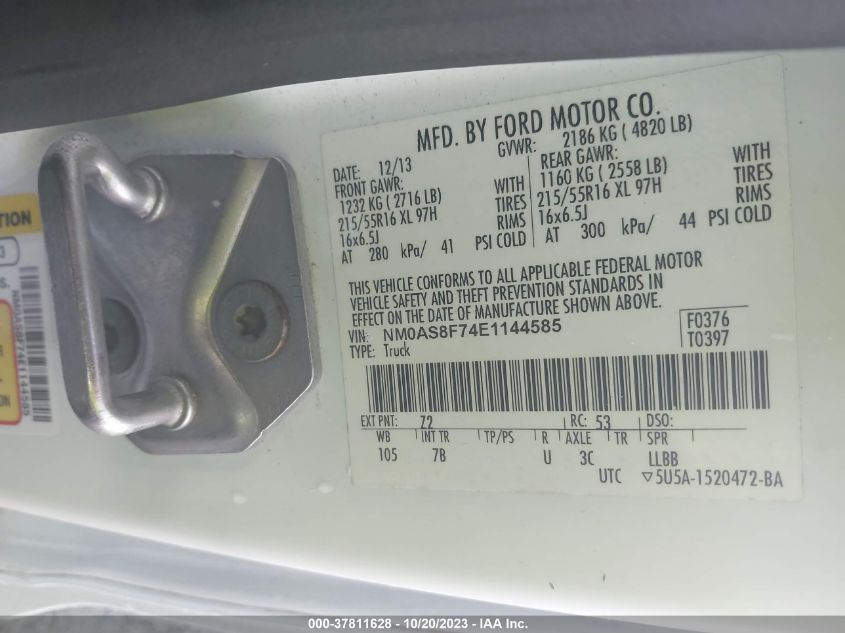 MFD. BY FORD MOTOR CO.
DATE: 12/13 GVWR: 2186 KG ( 4820 LB)
FRONT GAWR: REAR GAWR:
1232 KG ( 2716 LB) WITH 1160 KG ( 2558 LB) WITH
215/55R16 XL 97H TIRES 215/55R16 XL 97H TIRES
16x6.5J RIMS 16x6.5J RIMS
AT 280 kPa/ 41 PSI COLD AT 300 kPa/ 44 PSI COLD
THIS VEHICLE CONFORMS TO ALL APPLICABLE FEDERAL MOTOR
VEHICLE SAFETY AND THEFT PREVENTION STANDARDS IN
EFFECT ON THE DATE OF MANUFACTURE SHOWN ABOVE.
VIN: NM0AS8F74E1144585 F0376
TYPE: Truck T0397
EXT PNT: Z2 RC: 53 DSO:
WB INT TR TP/PS R AXLE TR SPR
105 7B U 3C LLBB
UTC ▽5U5A-1520472-BA
TION
3
S.
NM0AS8F74E1144585
ON
000-37811628 - 10/20/2023 - IAA Inc.